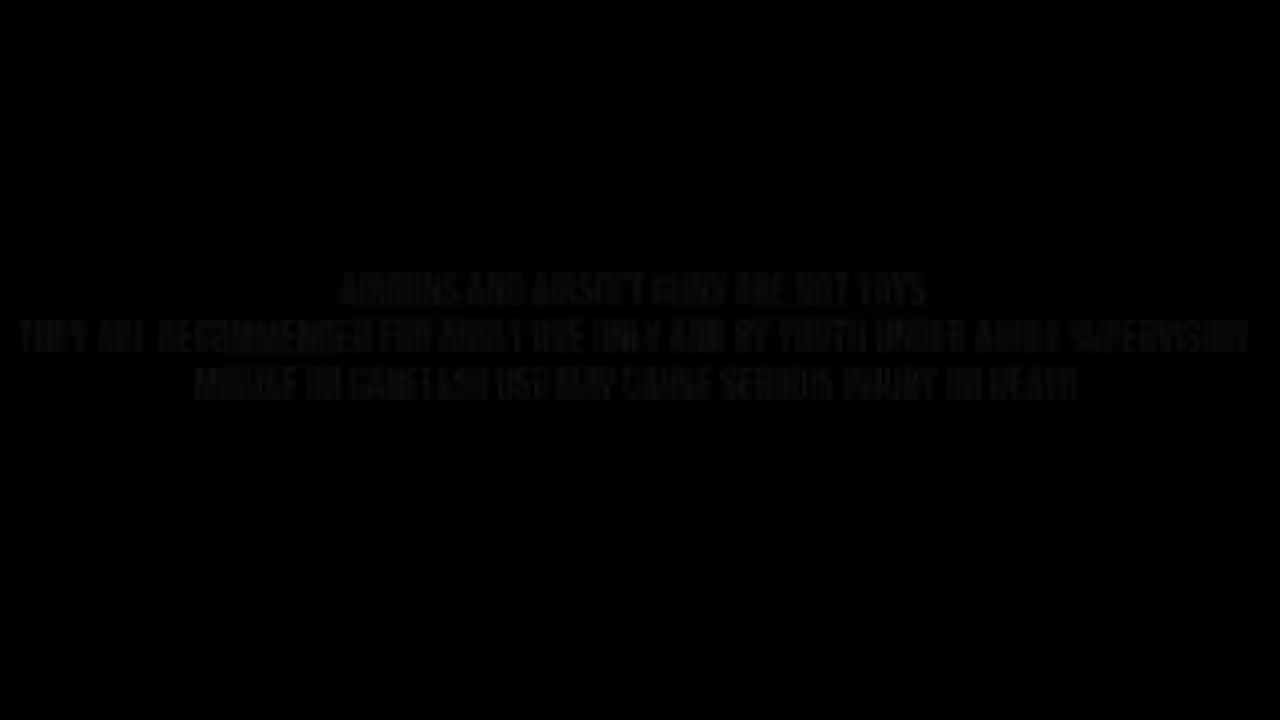 AIRGUNS AND AIRSOFT GUNS ARE NOT TOYS
THEY ARE RECOMMENDED FOR ADULT USE ONLY AND BY YOUTH UNDER ADULT SUPERVISION
MISUSE OR CARELESS USE MAY CAUSE SERIOUS INJURY OR DEATH